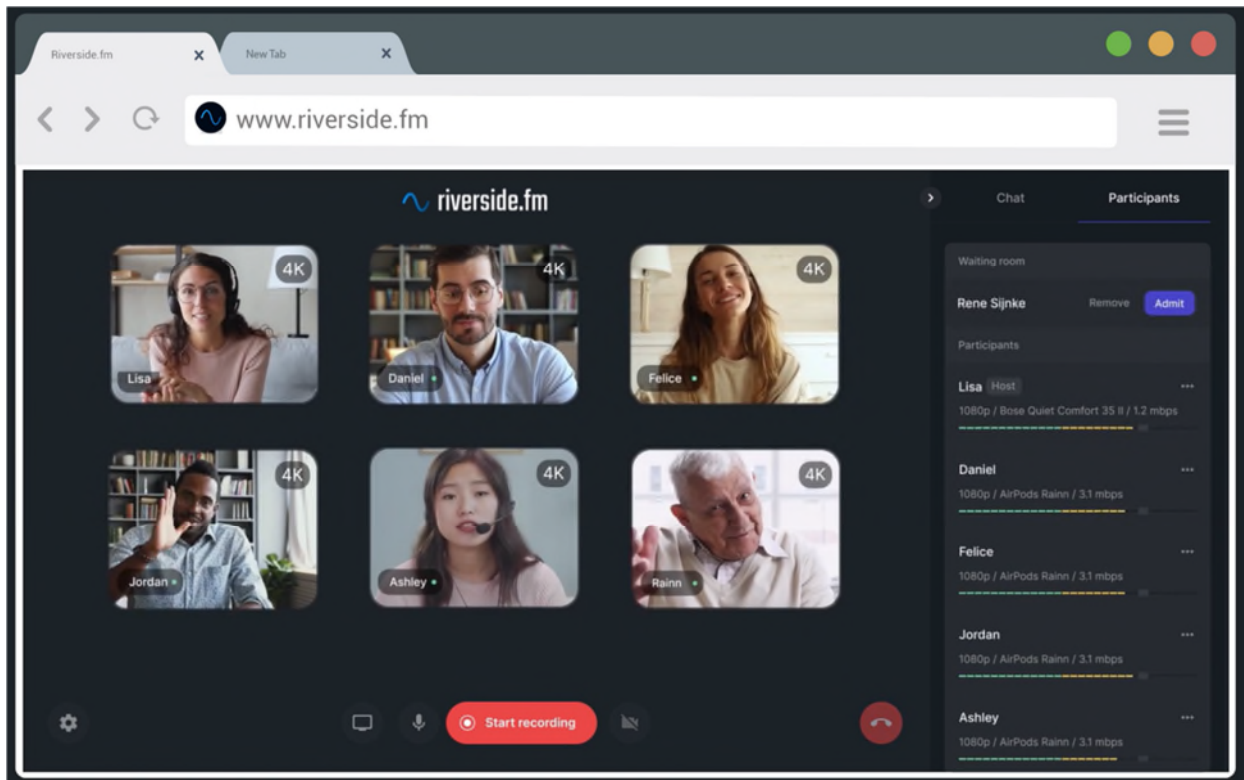 Riverside.fm
New Tab
www.riverside.fm
riverside.fm
Chat
Participants
4K
4K
4K
Lisa
Daniel
Felice
4K
4K
4K
Jordan
Ashley
Rainn
Start recording
Waiting room
Rene Sijnke
Remove
Admit
Participants
Lisa Host
1080p / Bose Quiet Comfort 35 II / 1.2 mbps
Daniel
1080p / AirPods Rainn / 3.1 mbps
Felice
1080p / AirPods Rainn / 3.1 mbps
Jordan
1080p / AirPods Rainn / 3.1 mbps
Ashley
1080p / AirPods Rainn / 3.1 mbps